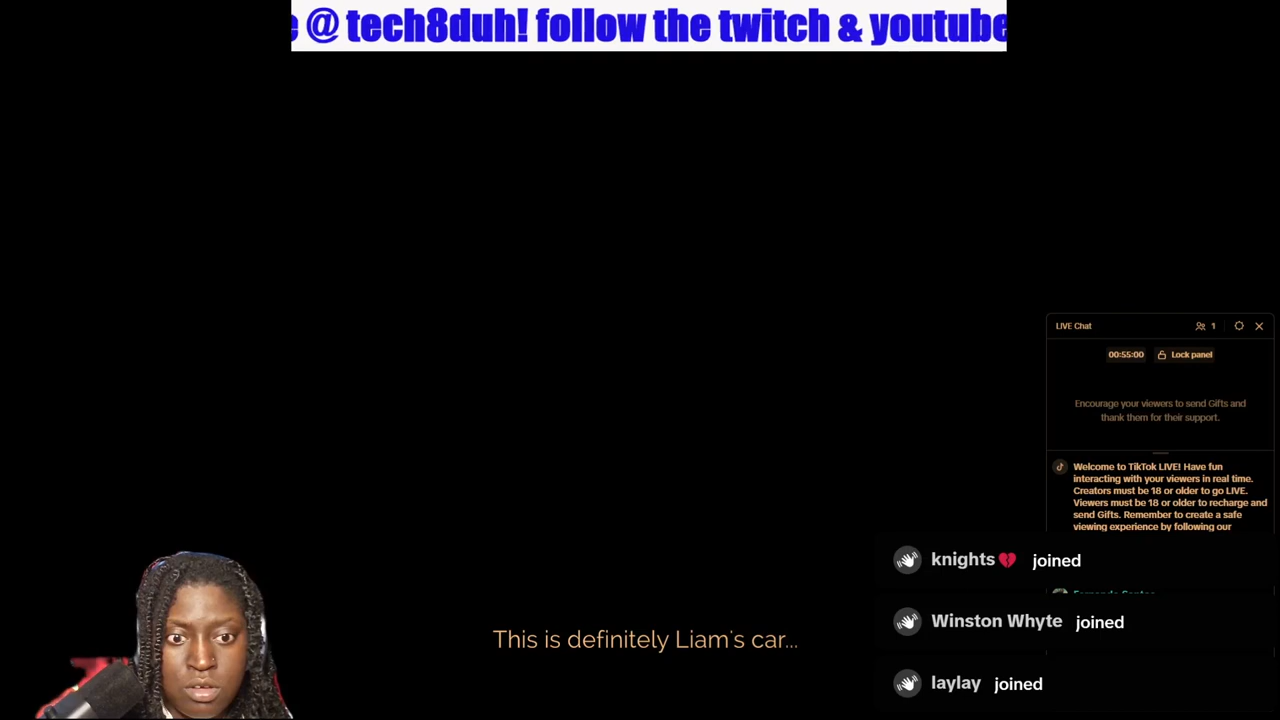 @ tech8duh! follow the twitch & youtube
LIVE Chat
1
00:55:00
Lock panel
Encourage your viewers to send Gifts and
thank them for their support.
Welcome to TikTok LIVE! Have fun
interacting with your viewers in real time.
Creators must be 18 or older to go LIVE.
Viewers must be 18 or older to recharge and
send Gifts. Remember to create a safe
viewing experience by following our
knights💔 joined
Winston Whyte joined
laylay joined
This is definitely Liam's car...